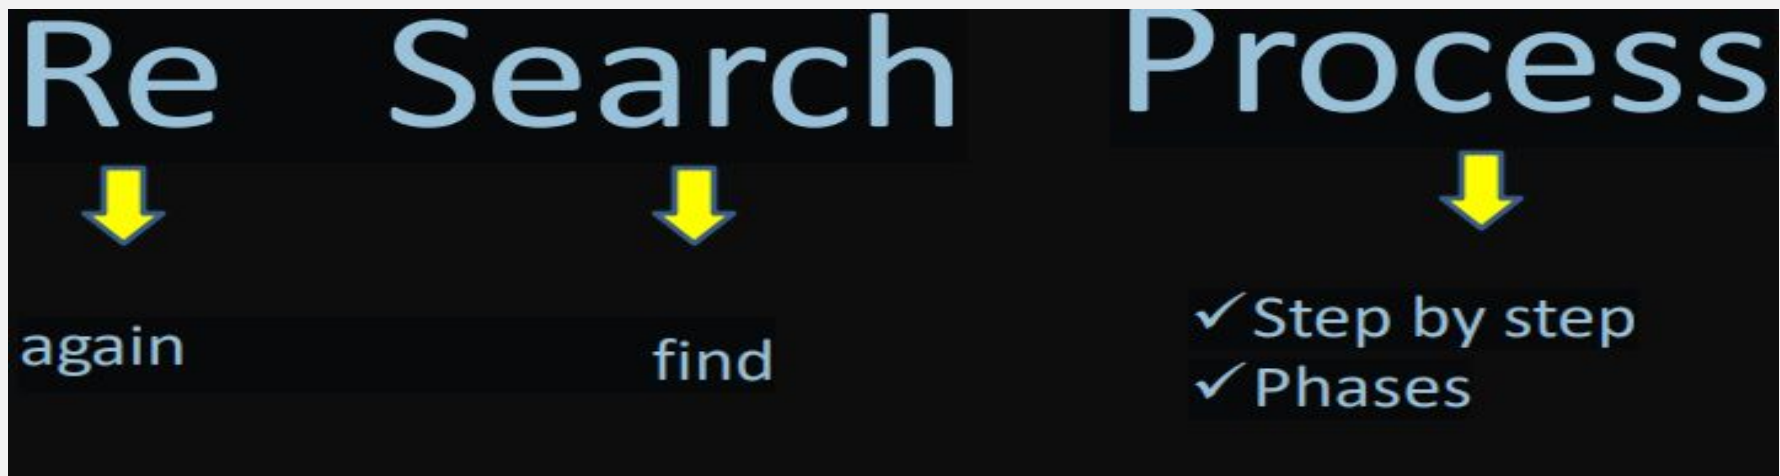 Re Search Process
again find
✓ Step by step
✓ Phases